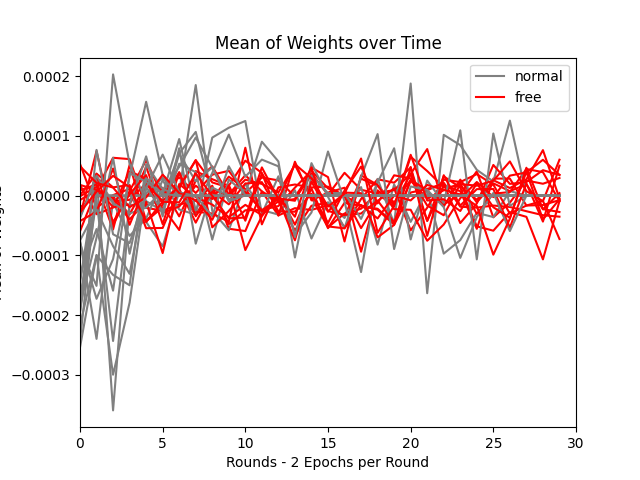 Mean of Weights over Time
normal
free
0.0002
0.0001
0.0000
−0.0001
−0.0002
−0.0003
0 5 10 15 20 25 30
Rounds - 2 Epochs per Round